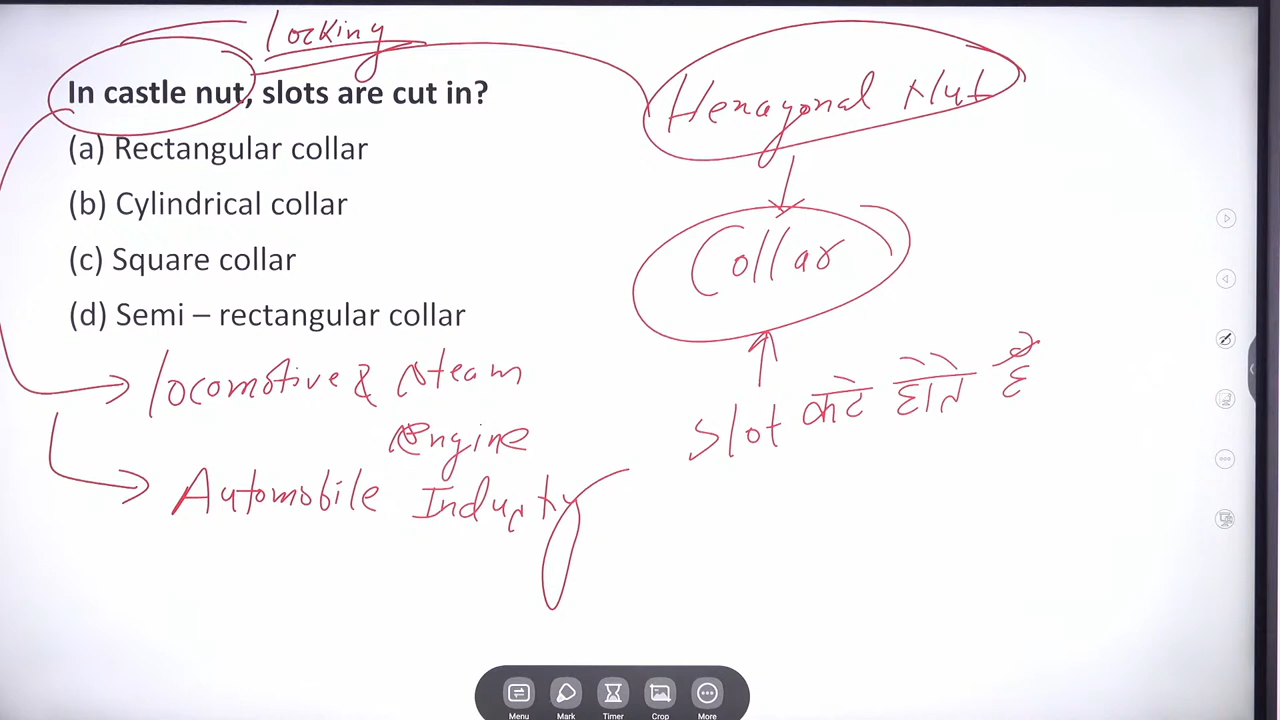 locking
In castle nut, slots are cut in?
(a) Rectangular collar
(b) Cylindrical collar
(c) Square collar
(d) Semi – rectangular collar
Hexagonal Nut
Collar
Slot काटे होते है
locomotive & steam
engine
Automobile Industry
Menu
Mark
Timer
Crop
More